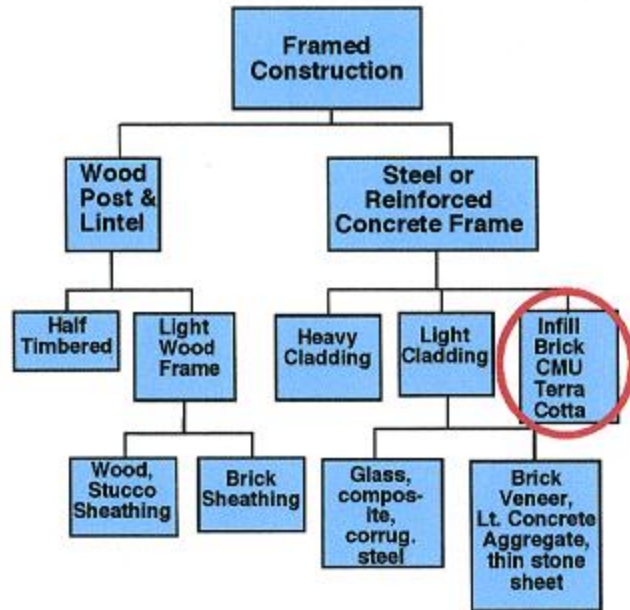 Framed
Construction
Wood
Post &
Lintel
Steel or
Reinforced
Concrete Frame
Half
Timbered
Light
Wood
Frame
Heavy
Cladding
Light
Cladding
Infill
Brick
CMU
Terra
Cotta
Wood,
Stucco
Sheathing
Brick
Sheathing
Glass,
compos-
ite,
corrug.
steel
Brick
Veneer,
Lt. Concrete
Aggregate,
thin stone
sheet